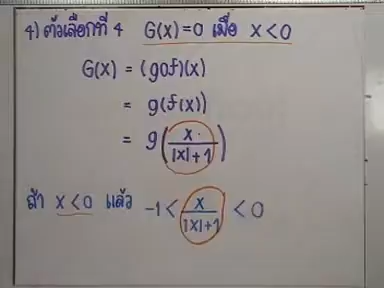 4) ตัวเลือกที่ 4 G(x)=0 เมื่อ x<0
G(x) = (gof)(x)
= g(f(x))
= g(x/(|x|+1))
ถ้า x<0 แล้ว -1 < x/(|x|+1) < 0